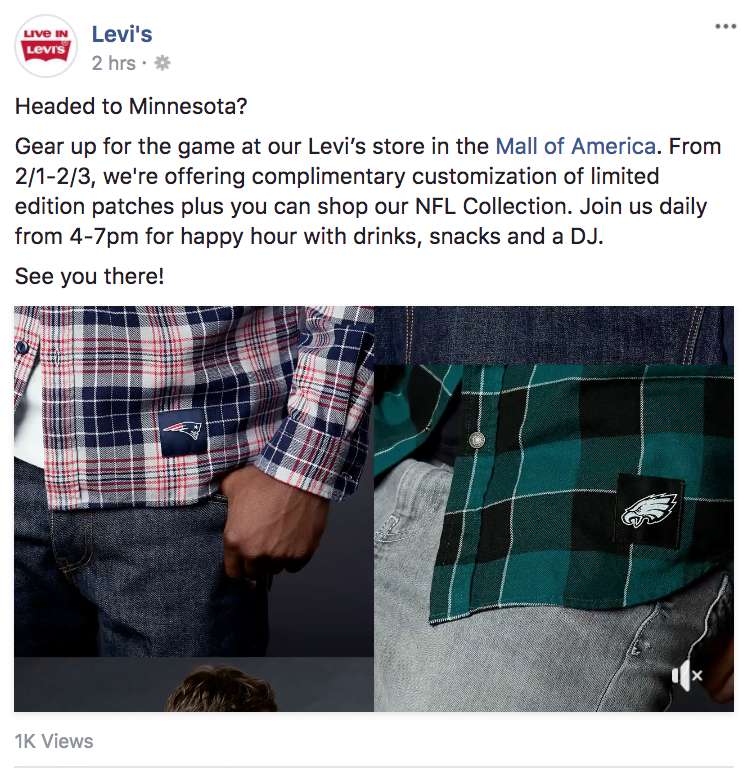 LIVE IN
LEVI'S
Levi's
2 hrs ·
Headed to Minnesota?
Gear up for the game at our Levi’s store in the Mall of America. From
2/1-2/3, we're offering complimentary customization of limited
edition patches plus you can shop our NFL Collection. Join us daily
from 4-7pm for happy hour with drinks, snacks and a DJ.
See you there!
1K Views